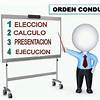 ORDEN CONDU
1 ELECCION
2 CALCULO
3 PRESENTACION
4 EJECUCION